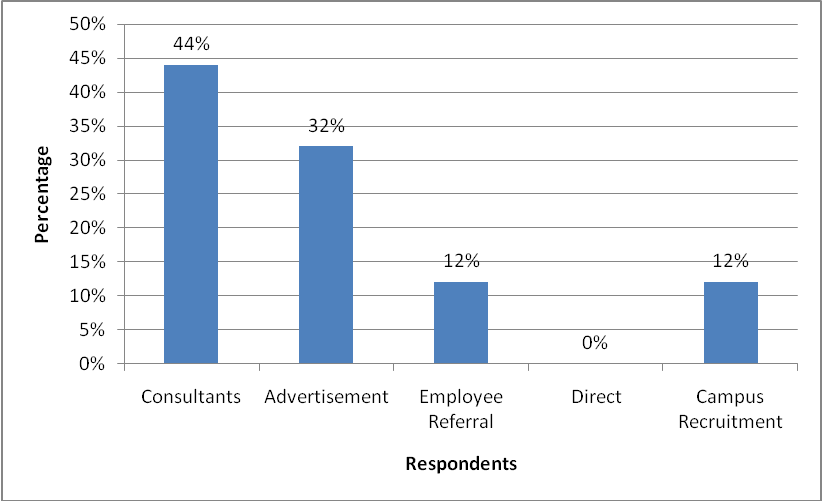 50%
45%
40%
35%
30%
25%
20%
15%
10%
5%
0%
Percentage
44%
32%
12%
0%
12%
Consultants
Advertisement
Employee
Referral
Direct
Campus
Recruitment
Respondents